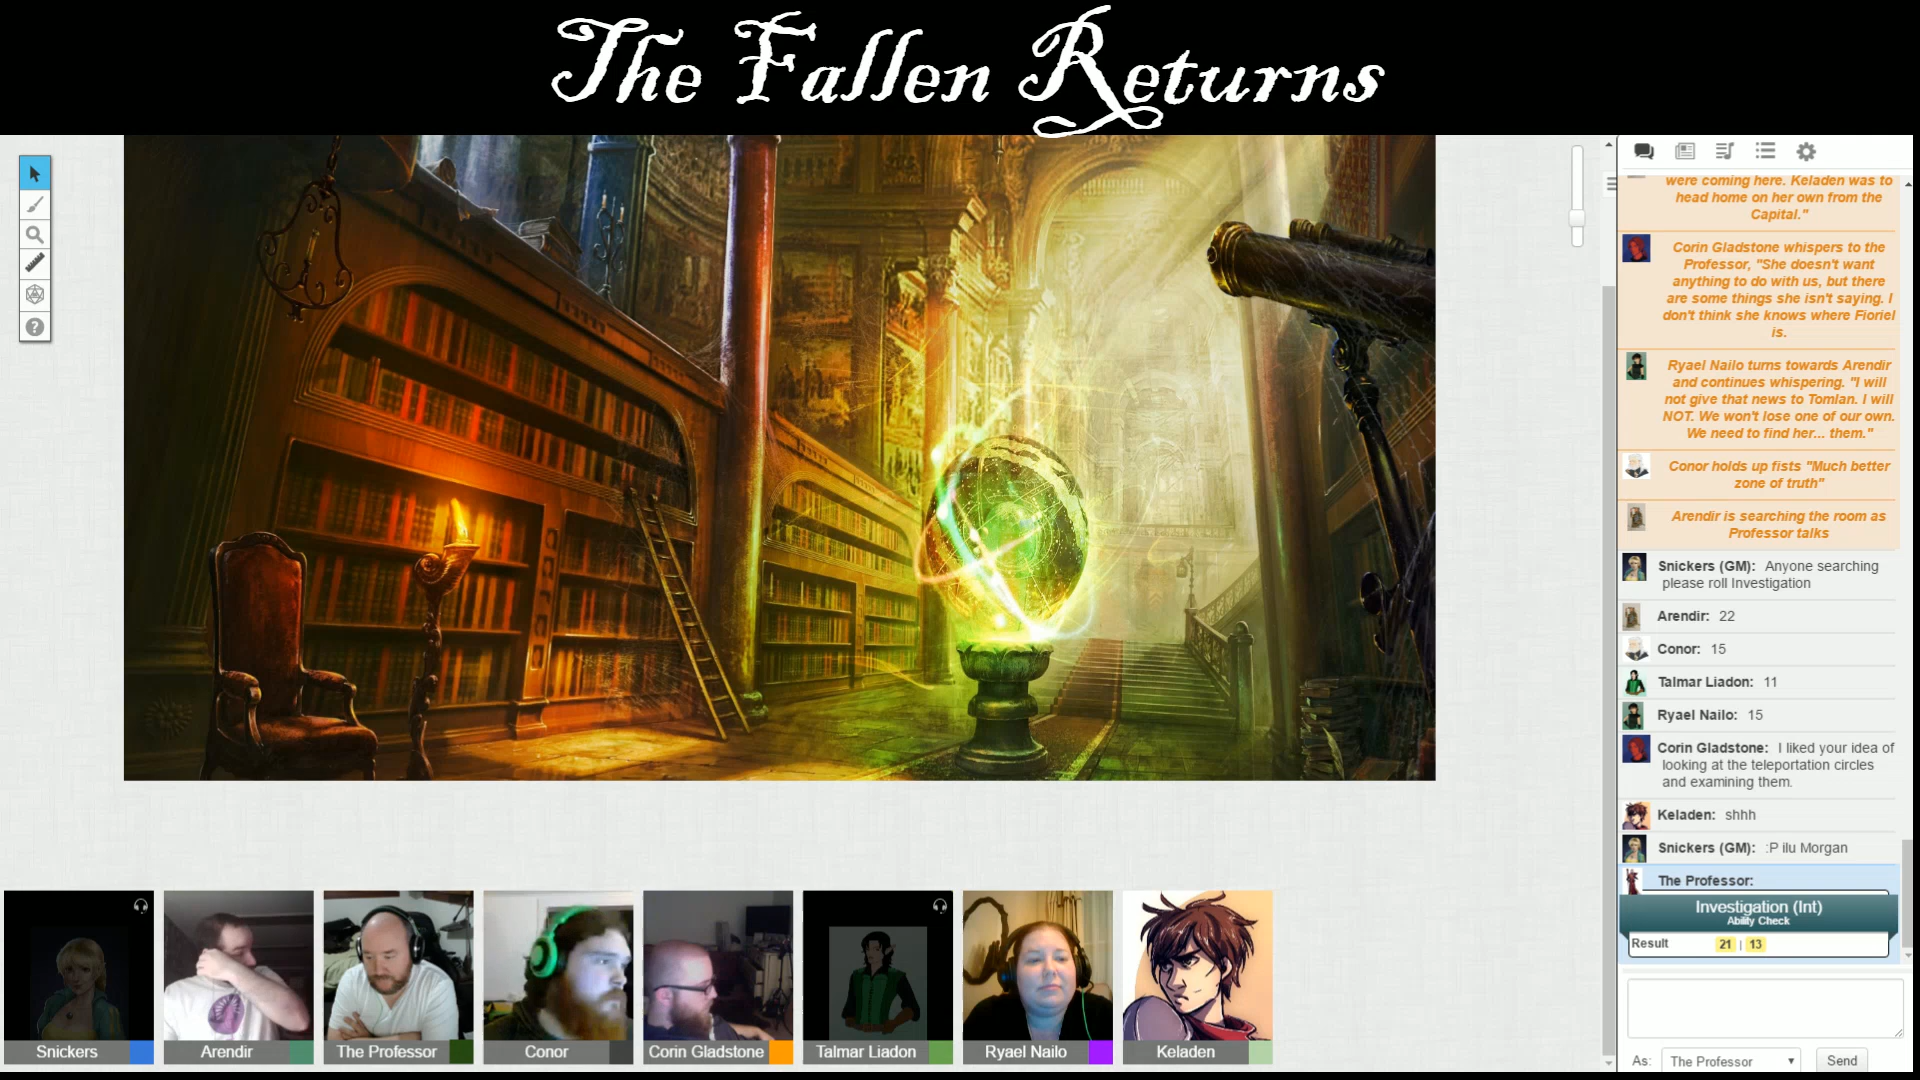 The Fallen Returns
were coming here. Keladen was to
head home on her own from the
Capital."
Corin Gladstone whispers to the
Professor, "She doesn't want
anything to do with us, but there
are some things she isn't saying. I
don't think she knows where Fioriel
is.
Ryael Nailo turns towards Arendir
and continues whispering. "I will
not give that news to Tomlan. I will
NOT. We won't lose one of our own.
We need to find her... them."
Conor holds up fists "Much better
zone of truth"
Arendir is searching the room as
Professor talks
Snickers (GM): Anyone searching
please roll Investigation
Arendir: 22
Conor: 15
Talmar Liadon: 11
Ryael Nailo: 15
Corin Gladstone: I liked your idea of
looking at the teleportation circles
and examining them.
Keladen: shhh
Snickers (GM): :P ilu Morgan
The Professor:
Investigation (Int)
Ability Check
Result 21 | 13
As: The Professor Send
Snickers
Arendir
The Professor
Conor
Corin Gladstone
Talmar Liadon
Ryael Nailo
Keladen